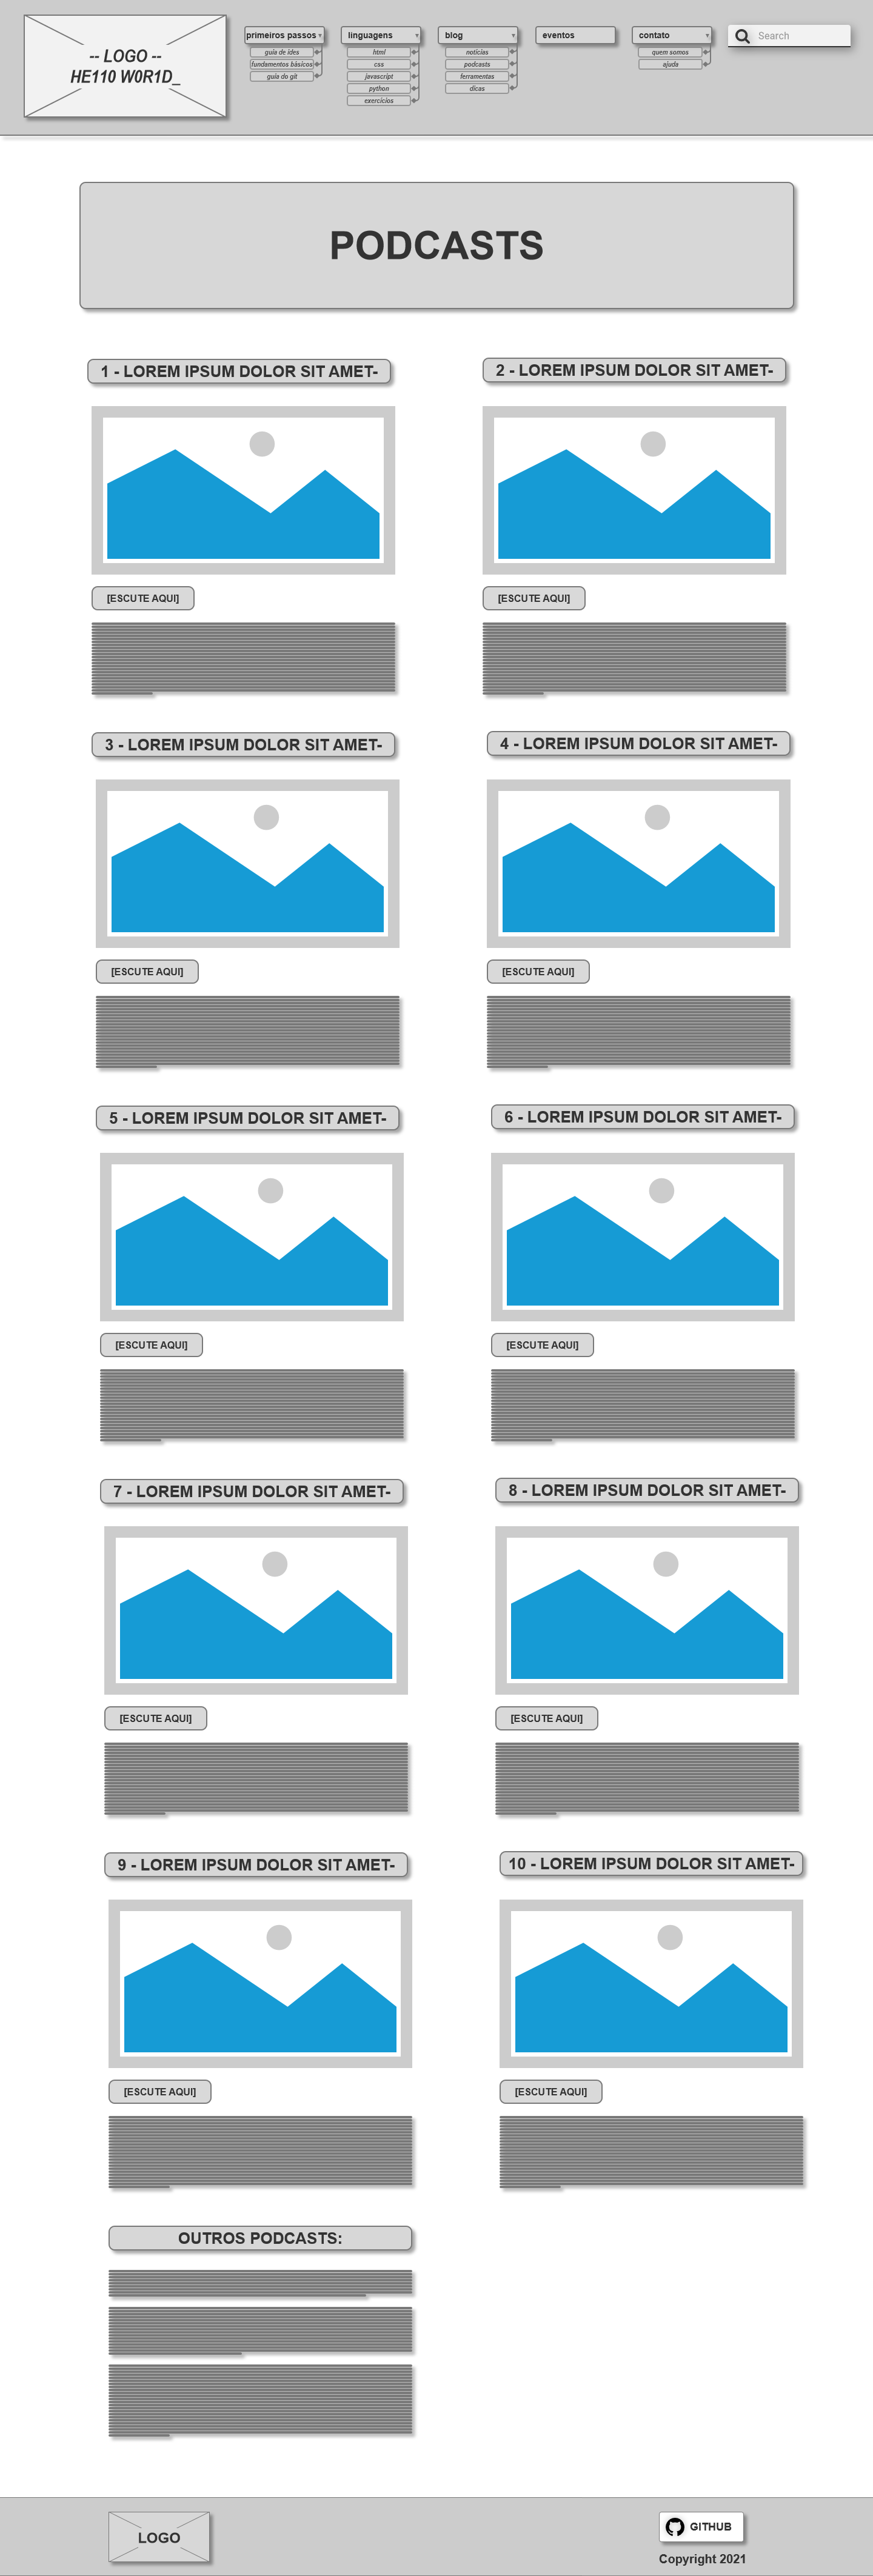 -- LOGO --
HE110 W0R1D_
primeiros passos
guia de ides
fundamentos básicos
guia do git
linguagens
html
css
javascript
python
exercícios
blog
notícias
podcasts
ferramentas
dicas
eventos
contato
quem somos
ajuda
Search
PODCASTS
1 - LOREM IPSUM DOLOR SIT AMET-
[ESCUTE AQUI]
2 - LOREM IPSUM DOLOR SIT AMET-
[ESCUTE AQUI]
3 - LOREM IPSUM DOLOR SIT AMET-
[ESCUTE AQUI]
4 - LOREM IPSUM DOLOR SIT AMET-
[ESCUTE AQUI]
5 - LOREM IPSUM DOLOR SIT AMET-
[ESCUTE AQUI]
6 - LOREM IPSUM DOLOR SIT AMET-
[ESCUTE AQUI]
7 - LOREM IPSUM DOLOR SIT AMET-
[ESCUTE AQUI]
8 - LOREM IPSUM DOLOR SIT AMET-
[ESCUTE AQUI]
9 - LOREM IPSUM DOLOR SIT AMET-
[ESCUTE AQUI]
10 - LOREM IPSUM DOLOR SIT AMET-
[ESCUTE AQUI]
OUTROS PODCASTS:
LOGO
GITHUB
Copyright 2021